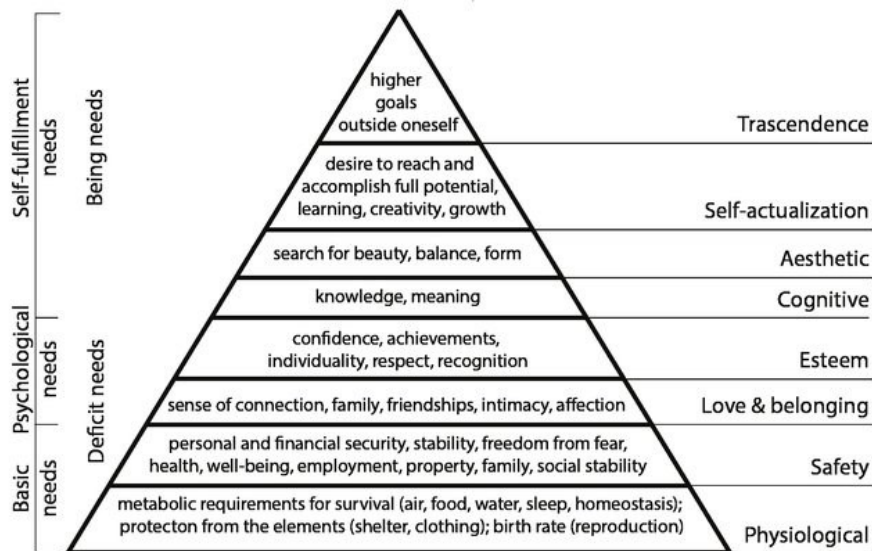 higher
goals
outside oneself
Trascendence
desire to reach and
accomplish full potential,
learning, creativity, growth
Self-actualization
search for beauty, balance, form
Aesthetic
knowledge, meaning
Cognitive
confidence, achievements,
individuality, respect, recognition
Esteem
sense of connection, family, friendships, intimacy, affection
Love & belonging
personal and financial security, stability, freedom from fear,
health, well-being, employment, property, family, social stability
Safety
metabolic requirements for survival (air, food, water, sleep, homeostasis);
protecton from the elements (shelter, clothing); birth rate (reproduction)
Physiological
Self-fulfillment
needs
Being needs
Psychological
needs
Deficit needs
Basic
needs